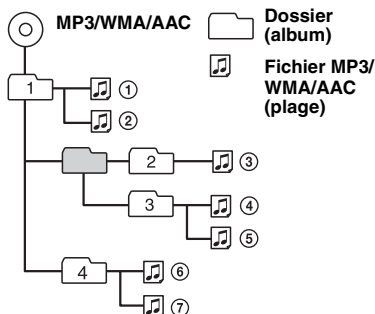 MP3/WMA/AAC
Dossier
(album)
Fichier MP3/
WMA/AAC
(plage)
1
①
②
2
③
3
④
⑤
4
⑥
⑦